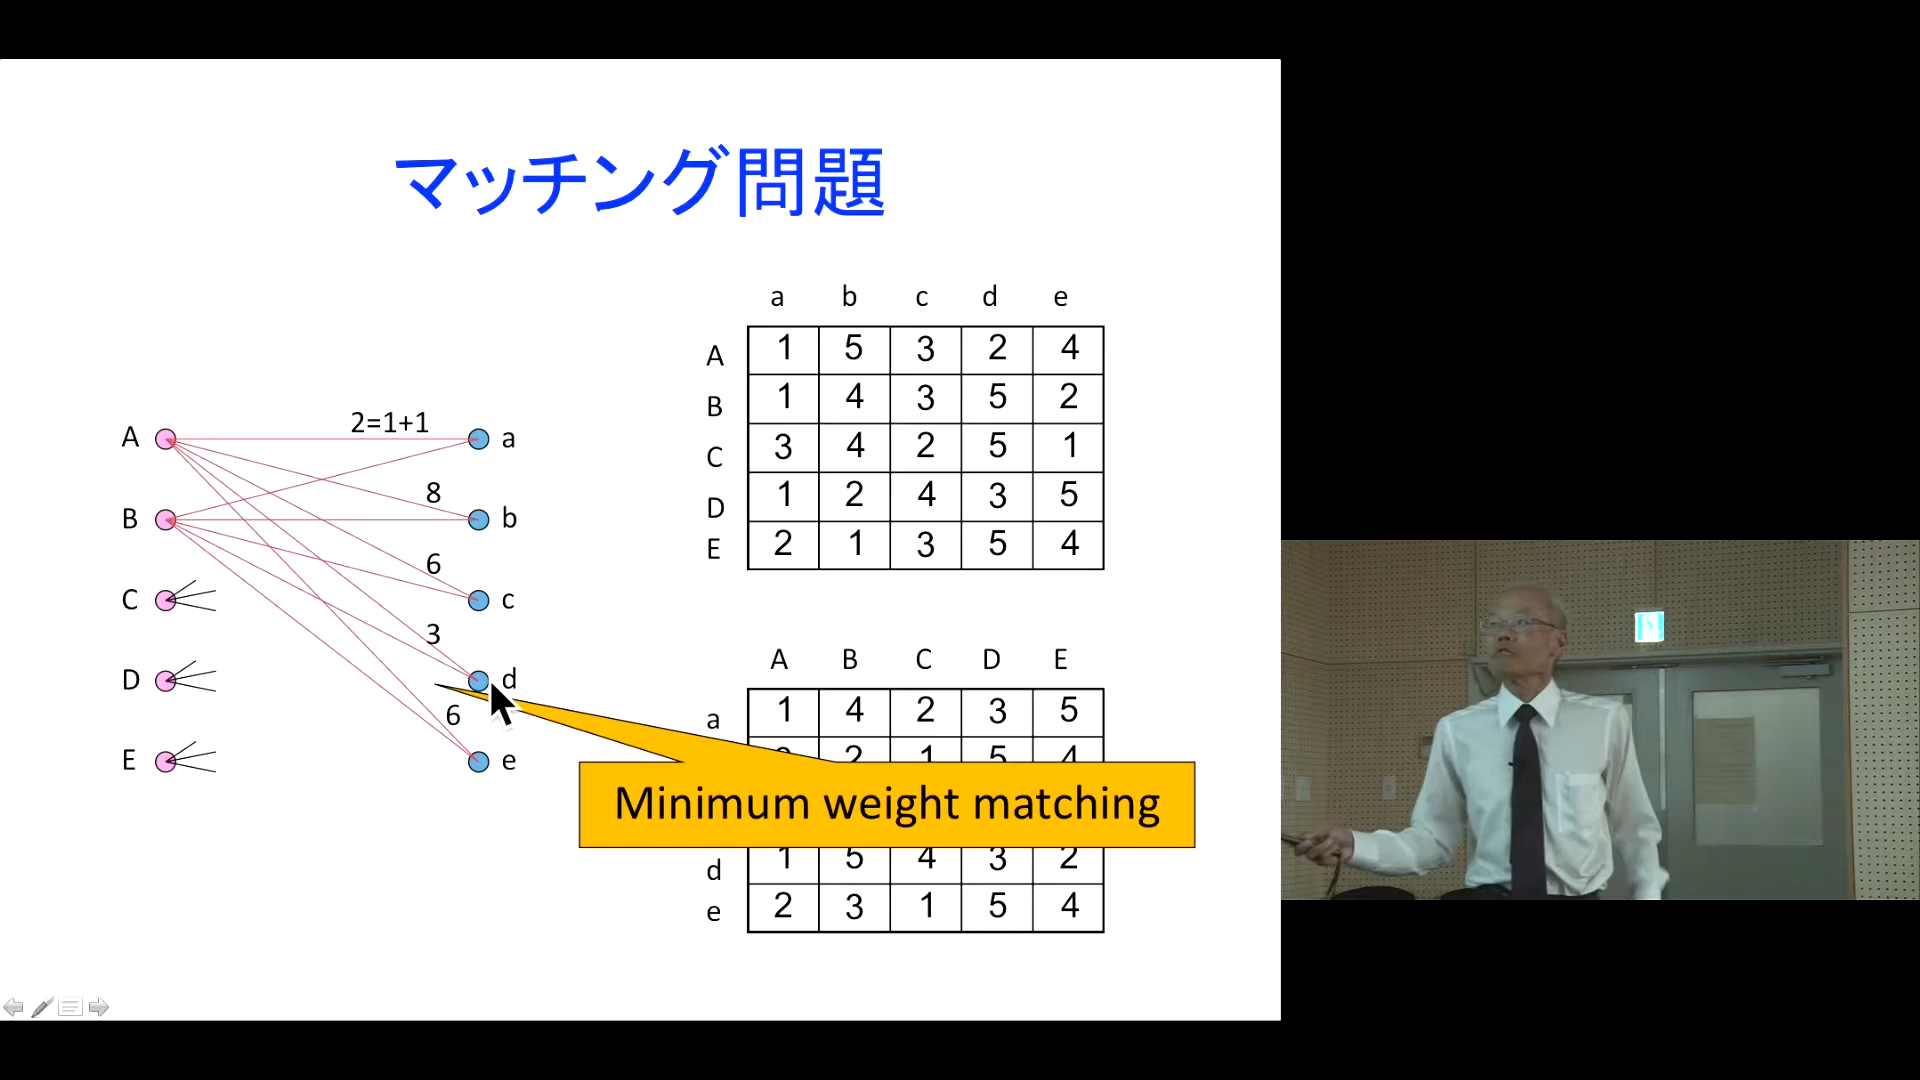 マッチング問題
2=1+1
8
6
3
6
A a
B b
C c
D d
E e
a b c d e
A 1 5 3 2 4
B 1 4 3 5 2
C 3 4 2 5 1
D 1 2 4 3 5
E 2 1 3 5 4
A B C D E
a 1 4 2 3 5
2 1 5 4
Minimum weight matching
d 1 5 4 3 2
e 2 3 1 5 4